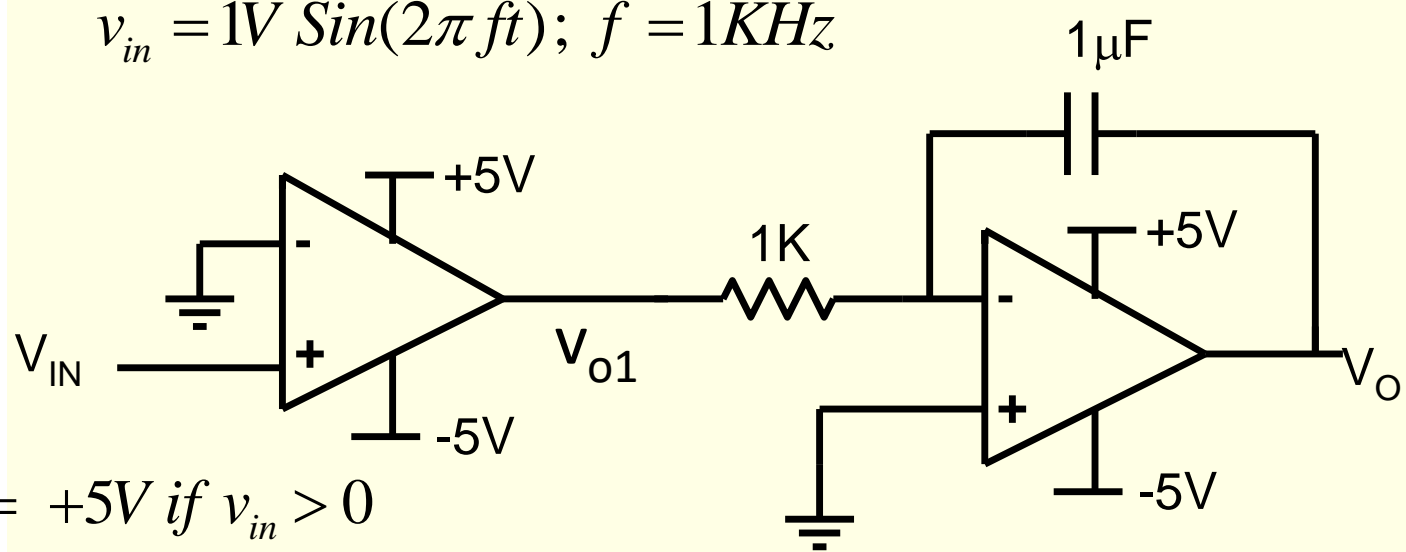 v_in = 1V Sin(2π ft); f = 1KHz
1μF
+5V
-
1K
+5V
-
V_IN
+
v_o1
V_O
+
-5V
-5V
= +5V if v_in > 0